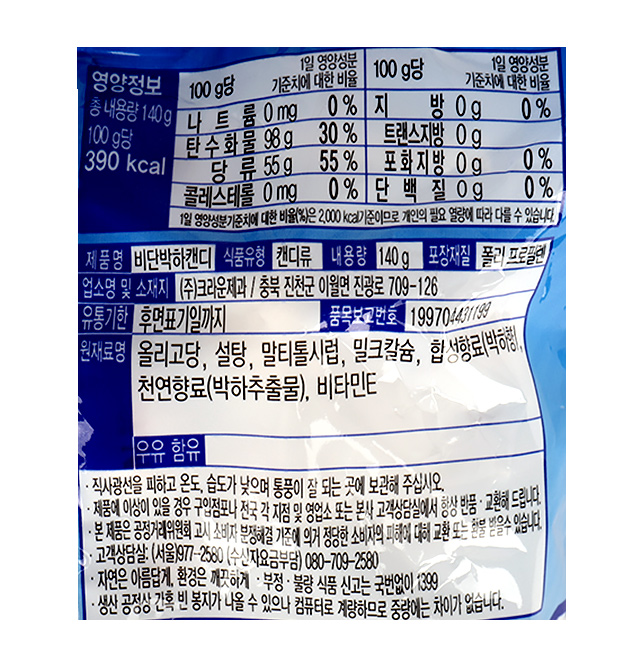 영양정보
총 내용량 140g
100 g당
390 kcal
100 g당 1일 영양성분 기준치에 대한 비율 100 g당 1일 영양성분 기준치에 대한 비율
나트륨 0 mg 0 % 지방 0 g 0 %
탄수화물 98 g 30 % 트랜스지방 0 g
당류 55 g 55 % 포화지방 0 g 0 %
콜레스테롤 0 mg 0 % 단백질 0 g 0 %
1일 영양성분기준치에 대한 비율(%)은 2,000 kcal기준이므로 개인의 필요 열량에 따라 다를 수 있습니다.
제품명 비단박하캔디 식품유형 캔디류 내용량 140 g 포장재질 폴리프로필렌
업소명 및 소재지 (주)크라운제과 / 충북 진천군 이월면 진광로 709-126
유통기한 후면표기일까지 품목보고번호 199704431199
원재료명 올리고당, 설탕, 말티톨시럽, 밀크칼슘, 합성향료(박하향),
천연향료(박하추출물), 비타민E
우유 함유
· 직사광선을 피하고 온도, 습도가 낮으며 통풍이 잘 되는 곳에 보관해 주십시오.
· 제품에 이상이 있을 경우 구입점포나 전국 각 지점 및 영업소 또는 본사 고객상담실에서 항상 반품 · 교환해 드립니다.
· 본 제품은 공정거래위원회 고시 소비자 분쟁해결 기준에 의거 정당한 소비자의 피해에 대해 교환 또는 환불 받을수 있습니다.
· 고객상담실: (서울)977-2580 (수신자요금부담) 080-709-2580
· 자연은 아름답게, 환경은 깨끗하게 · 부정 · 불량 식품 신고는 국번없이 1399
· 생산 공정상 간혹 빈 봉지가 나올 수 있으나 컴퓨터로 계량하므로 중량에는 차이가 없습니다.